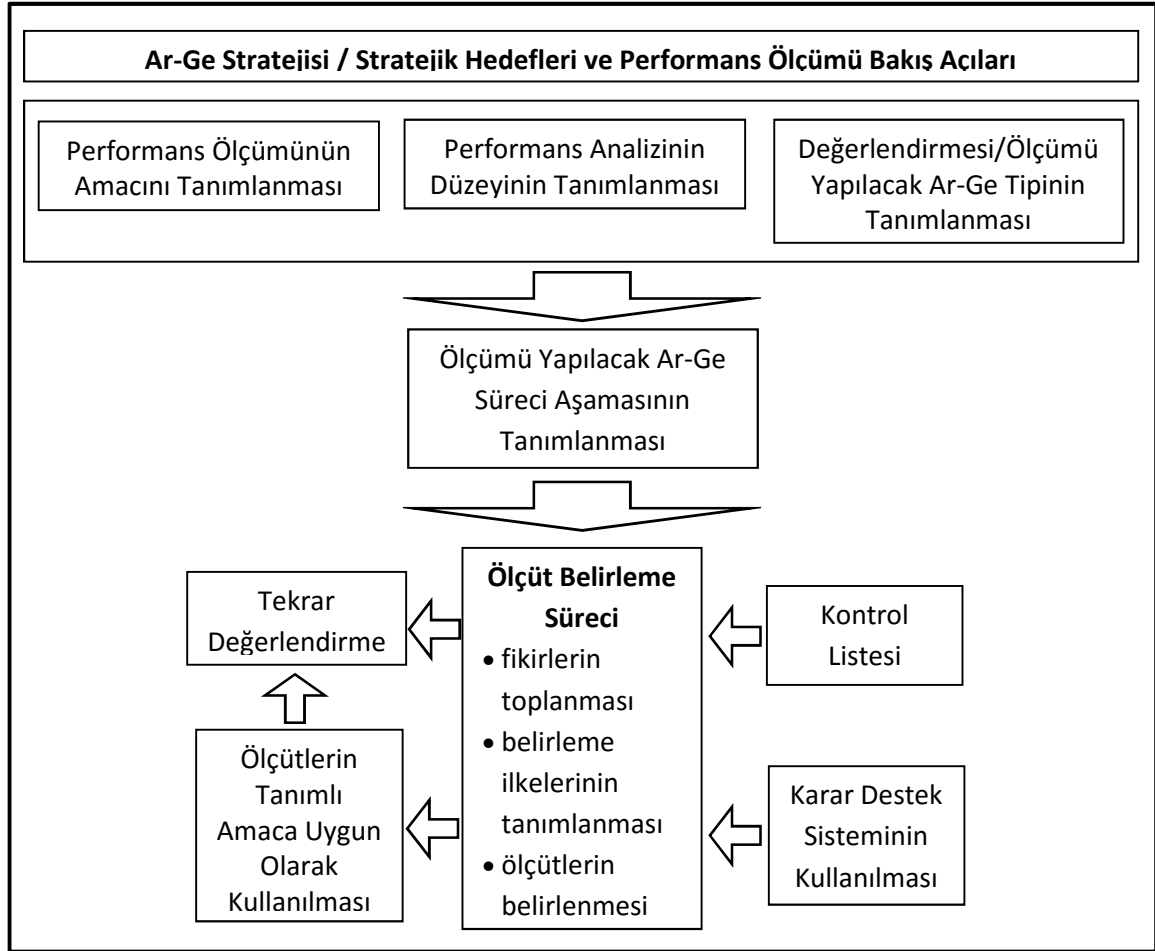 Ar-Ge Stratejisi / Stratejik Hedefleri ve Performans Ölçümü Bakış Açıları
Performans Ölçümünün
Amacını Tanımlanması
Performans Analizinin
Düzeyinin Tanımlanması
Değerlendirmesi/Ölçümü
Yapılacak Ar-Ge Tipinin
Tanımlanması
Ölçümü Yapılacak Ar-Ge
Süreci Aşamasının
Tanımlanması
Tekrar
Değerlendirme
Ölçütlerin
Tanımlı
Amaca Uygun
Olarak
Kullanılması
Ölçüt Belirleme
Süreci
• fikirlerin
toplanması
• belirleme
ilkelerinin
tanımlanması
• ölçütlerin
belirlenmesi
Kontrol
Listesi
Karar Destek
Sisteminin
Kullanılması